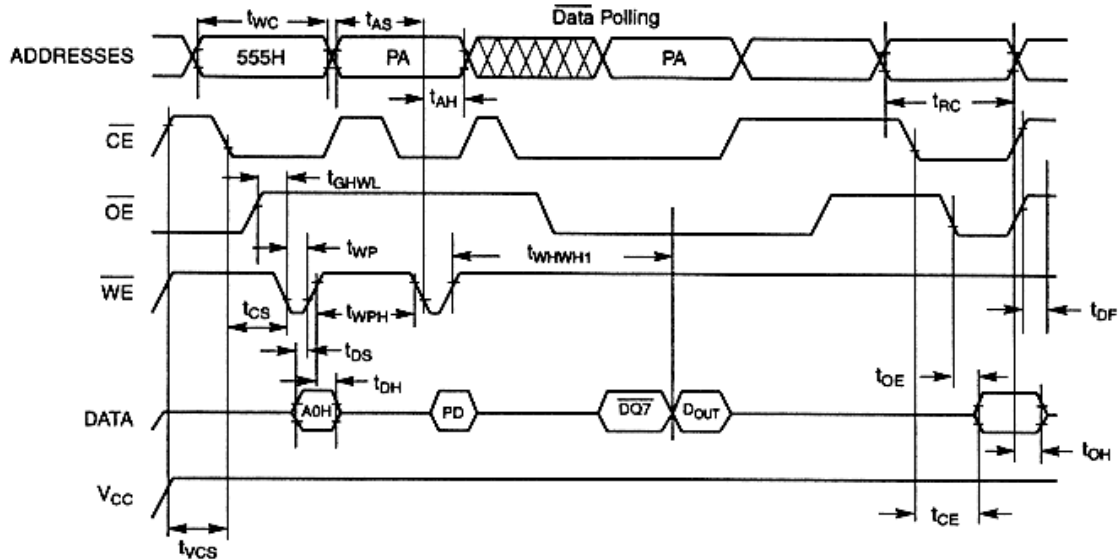 Data Polling
tWC
tAS
ADDRESSES
555H
PA
PA
tAH
tRC
CE
tGHWL
OE
tWP
tWHWH1
WE
tCS
tWPH
tDF
tDS
tOE
tDH
DATA
A0H
PD
DQ7
DOUT
tOH
VCC
tCE
tVCS